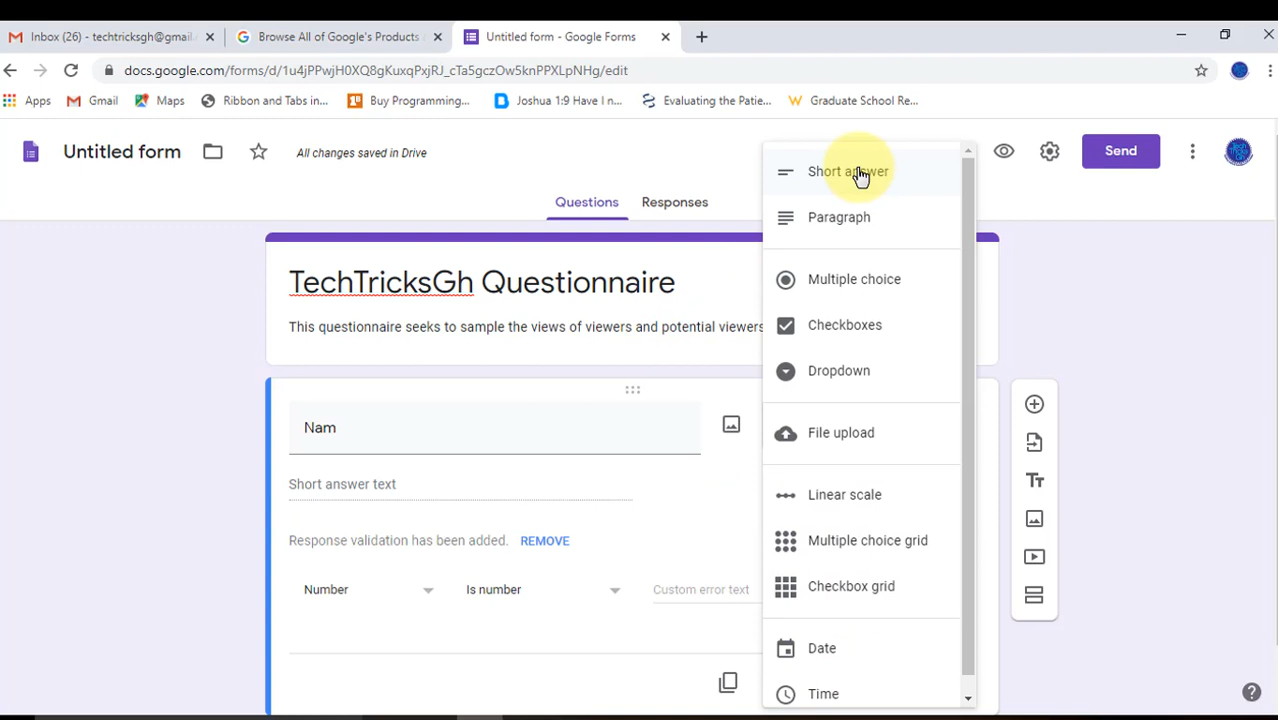 Inbox (26) - techtricksgh@gmail
Browse All of Google's Products
Untitled form - Google Forms
docs.google.com/forms/d/1u4jPPwjH0XQ8gKuxqPxjRJ_cTa5gczOw5knPPXLpNHg/edit
Apps
Gmail
Maps
Ribbon and Tabs in...
Buy Programming...
Joshua 1:9 Have I n...
Evaluating the Patie...
Graduate School Re...
Untitled form
All changes saved in Drive
Send
Questions
Responses
TechTricksGh Questionnaire
This questionnaire seeks to sample the views of viewers and potential viewers
Nam
Short answer text
Response validation has been added. REMOVE
Number
Is number
Custom error text
Short answer
Paragraph
Multiple choice
Checkboxes
Dropdown
File upload
Linear scale
Multiple choice grid
Checkbox grid
Date
Time